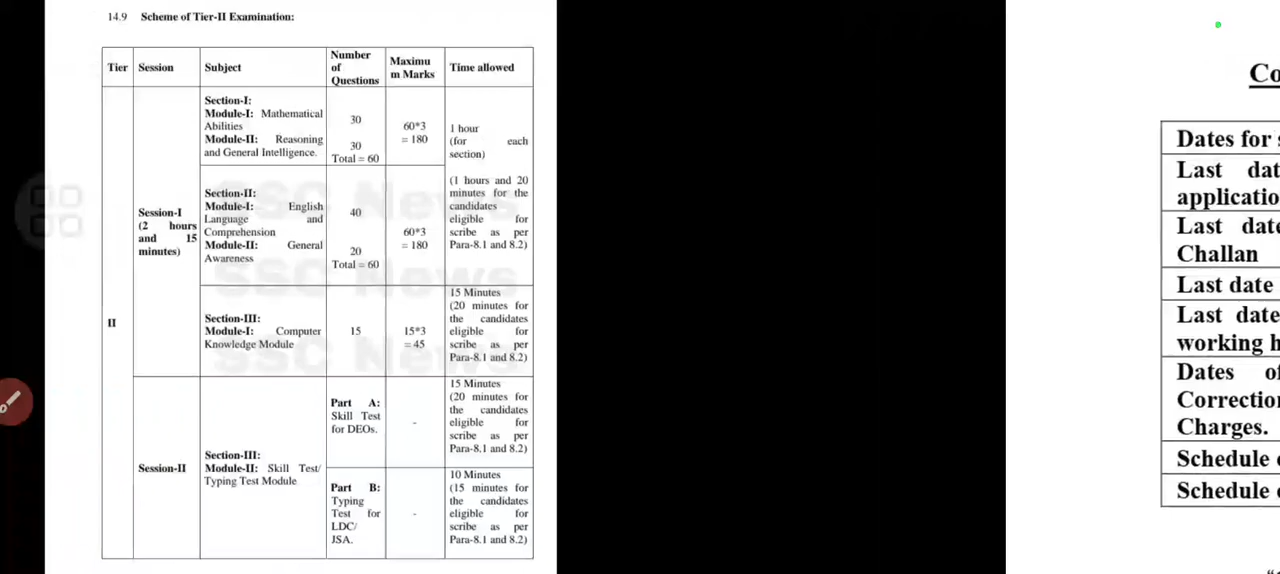 14.9 Scheme of Tier-II Examination:
Tier Session Subject Number of Questions Maximu m Marks Time allowed
II
Session-I
(2 hours
and 15
minutes)
Section-I:
Module-I: Mathematical
Abilities
Module-II: Reasoning
and General Intelligence.
30
30
Total = 60
60*3
= 180
1 hour
(for each
section)
(1 hours and 20
minutes for the
candidates
eligible for
scribe as per
Para-8.1 and 8.2)
Section-II:
Module-I: English
Language and
Comprehension
Module-II: General
Awareness
40
20
Total = 60
60*3
= 180
Section-III:
Module-I: Computer
Knowledge Module
15
15*3
= 45
15 Minutes
(20 minutes for
the candidates
eligible for
scribe as per
Para-8.1 and 8.2)
Session-II
Section-III:
Module-II: Skill Test/
Typing Test Module
Part A:
Skill Test
for DEOs.
-
15 Minutes
(20 minutes for
the candidates
eligible for
scribe as per
Para-8.1 and 8.2)
Part B:
Typing
Test for
LDC/
JSA.
-
10 Minutes
(15 minutes for
the candidates
eligible for
scribe as per
Para-8.1 and 8.2)
SSC News
SSC News
SSC News
Co
Dates for s
Last dat
applicatio
Last date
Challan
Last date
Last date
working h
Dates of
Correction
Charges.
Schedule
Schedule